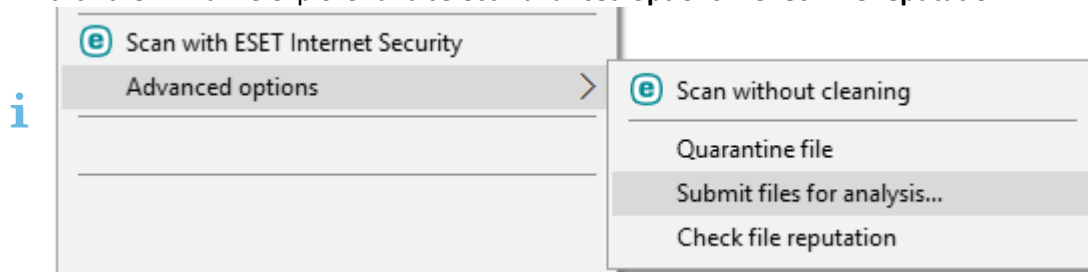 Scan with ESET Internet Security
Advanced options
Scan without cleaning
Quarantine file
Submit files for analysis...
Check file reputation